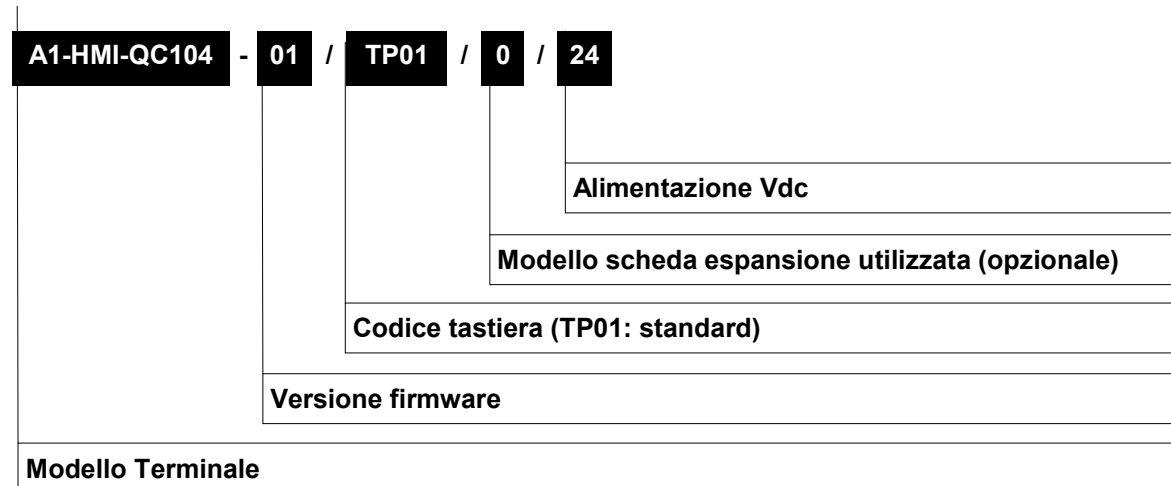 A1-HMI-QC104 - 01 / TP01 / 0 / 24
Alimentazione Vdc
Modello scheda espansione utilizzata (opzionale)
Codice tastiera (TP01: standard)
Versione firmware
Modello Terminale